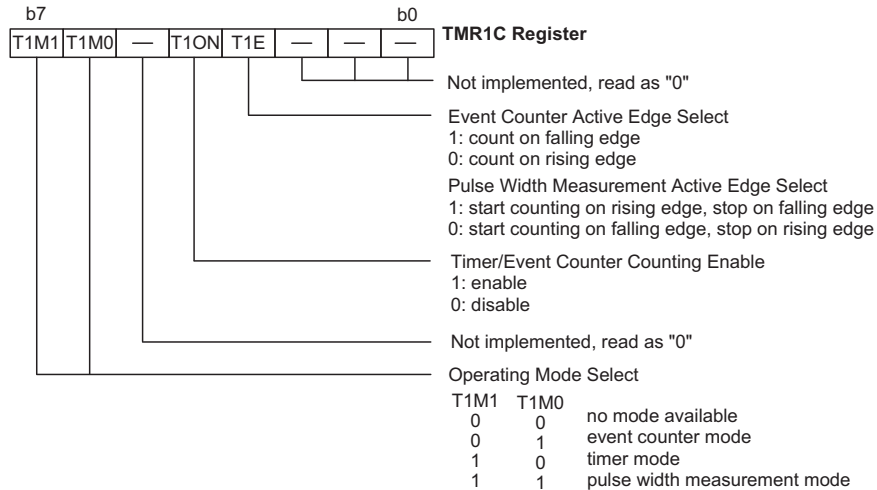 b7 b0
TMR1C Register
T1M1 T1M0 — T1ON T1E — — —
Not implemented, read as "0"
Event Counter Active Edge Select
1: count on falling edge
0: count on rising edge
Pulse Width Measurement Active Edge Select
1: start counting on rising edge, stop on falling edge
0: start counting on falling edge, stop on rising edge
Timer/Event Counter Counting Enable
1: enable
0: disable
Not implemented, read as "0"
Operating Mode Select
T1M1 T1M0
0 0 no mode available
0 1 event counter mode
1 0 timer mode
1 1 pulse width measurement mode